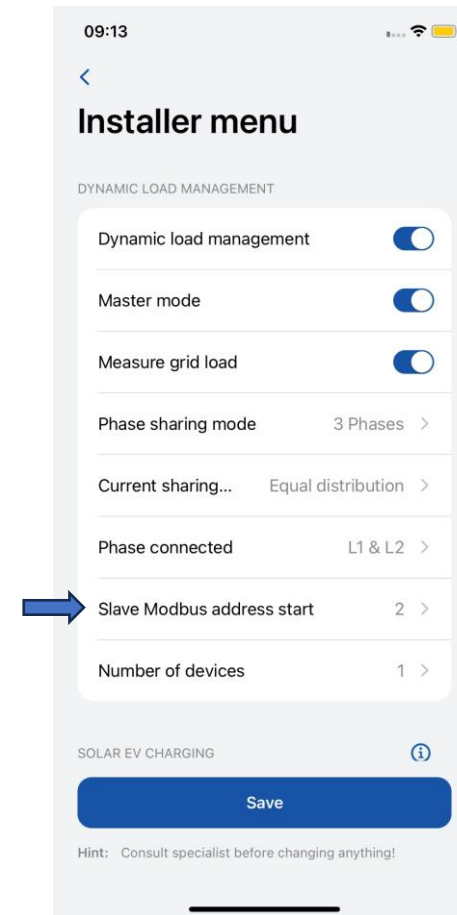 09:13
Installer menu
DYNAMIC LOAD MANAGEMENT
Dynamic load management
Master mode
Measure grid load
Phase sharing mode 3 Phases
Current sharing... Equal distribution
Phase connected L1 & L2
Slave Modbus address start 2
Number of devices 1
SOLAR EV CHARGING
Save
Hint: Consult specialist before changing anything!